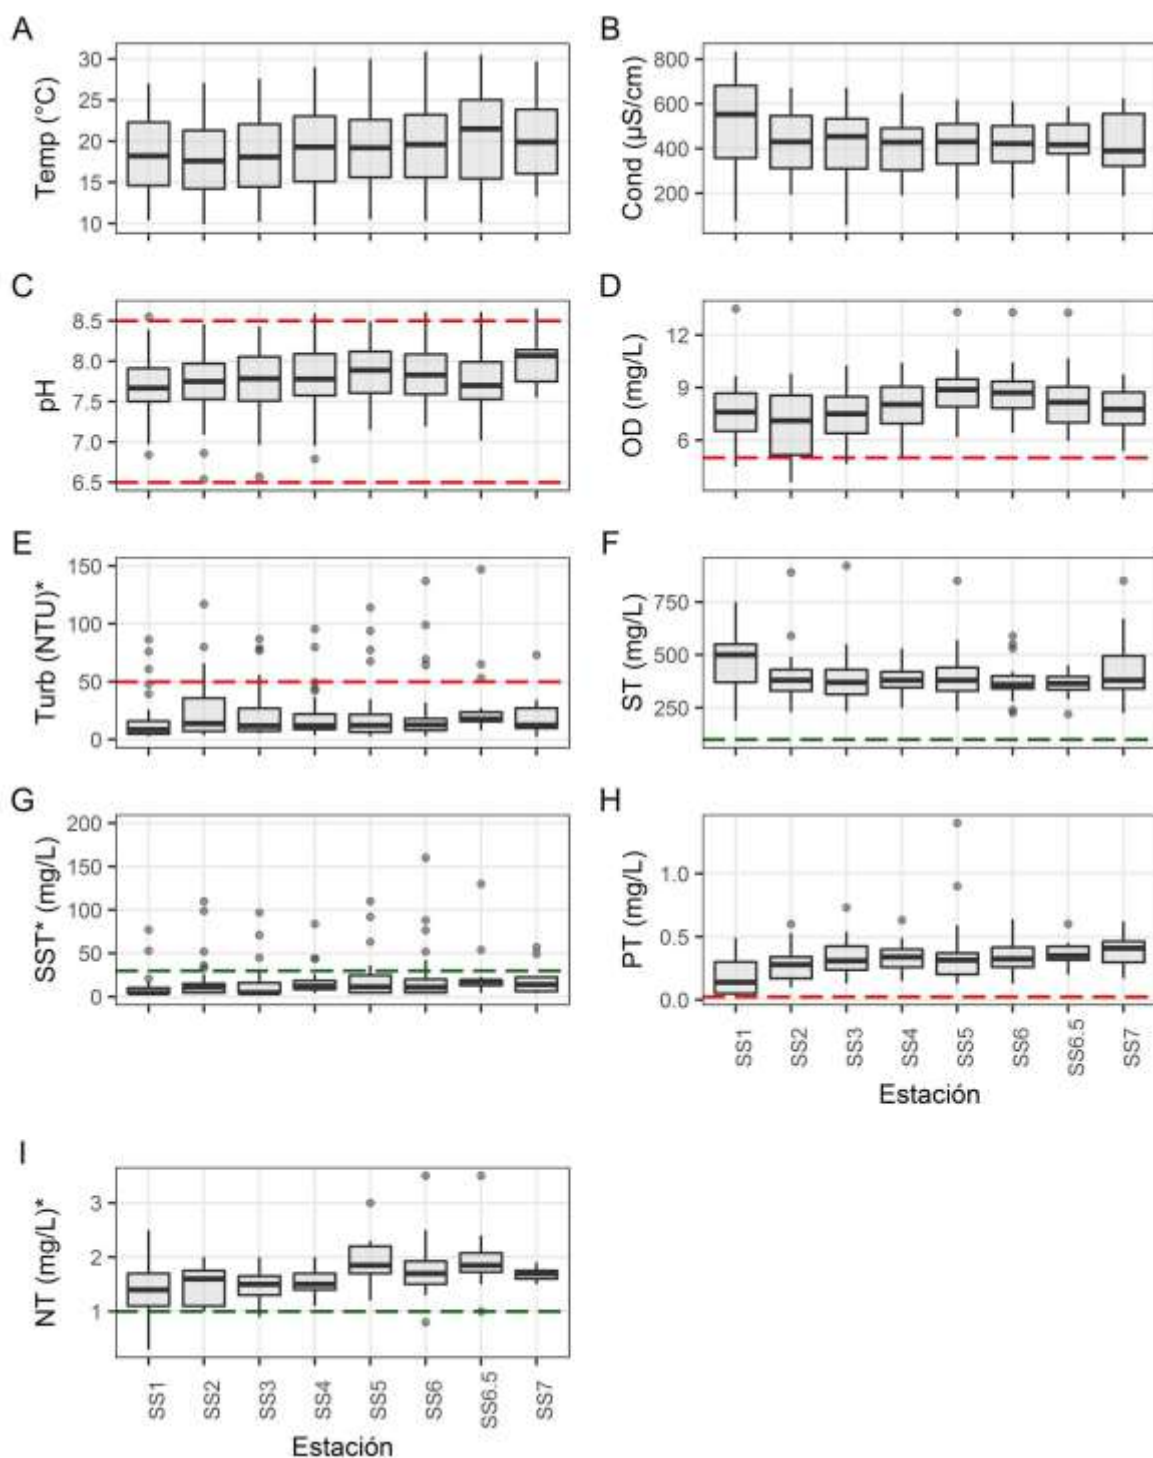 A
Temp (°C)
30
25
20
15
10
B
Cond (µS/cm)
800
600
400
200
C
pH
8.5
8.0
7.5
7.0
6.5
D
OD (mg/L)
12
9
6
E
Turb (NTU)*
150
100
50
0
F
ST (mg/L)
750
500
250
G
SST* (mg/L)
200
150
100
50
0
H
PT (mg/L)
1.0
0.5
0.0
SS1 SS2 SS3 SS4 SS5 SS6 SS6.5 SS7
Estación
I
NT (mg/L)*
3
2
1
SS1 SS2 SS3 SS4 SS5 SS6 SS6.5 SS7
Estación